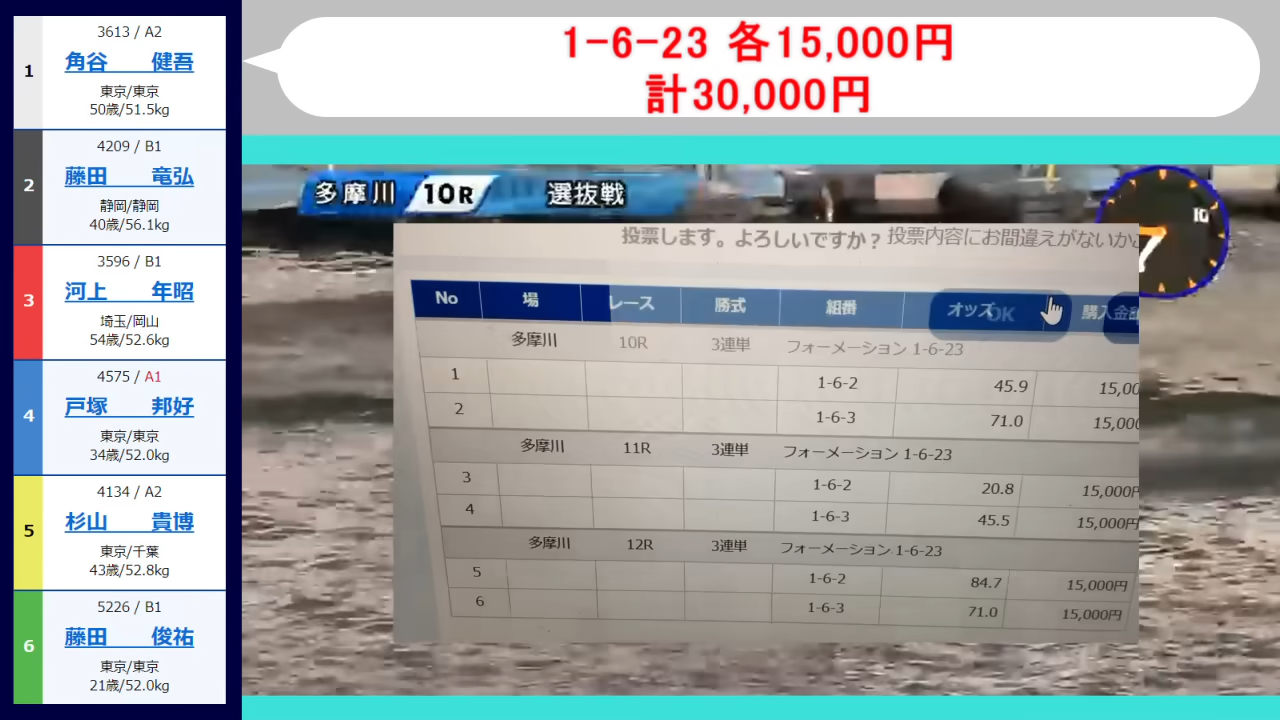 1
3613 / A2
角谷 健吾
東京/東京
50歳/51.5kg
2
4209 / B1
藤田 竜弘
静岡/静岡
40歳/56.1kg
3
3596 / B1
河上 年昭
埼玉/岡山
54歳/52.6kg
4
4575 / A1
戸塚 邦好
東京/東京
34歳/52.0kg
5
4134 / A2
杉山 貴博
東京/千葉
43歳/52.8kg
6
5226 / B1
藤田 俊祐
東京/東京
21歳/52.0kg
1-6-23 各15,000円
計30,000円
多摩川 10R 選抜戦
10
7
投票します。よろしいですか？投票内容にお間違えがないか
No 場 レース 勝式 組番 オッズ OK 購入金
多摩川 10R 3連単 フォーメーション 1-6-23
1 1-6-2 45.9 15,00
2 1-6-3 71.0 15,000
多摩川 11R 3連単 フォーメーション 1-6-23
3 1-6-2 20.8 15,000円
4 1-6-3 45.5 15,000円
多摩川 12R 3連単 フォーメーション 1-6-23
5 1-6-2 84.7 15,000円
6 1-6-3 71.0 15,000円